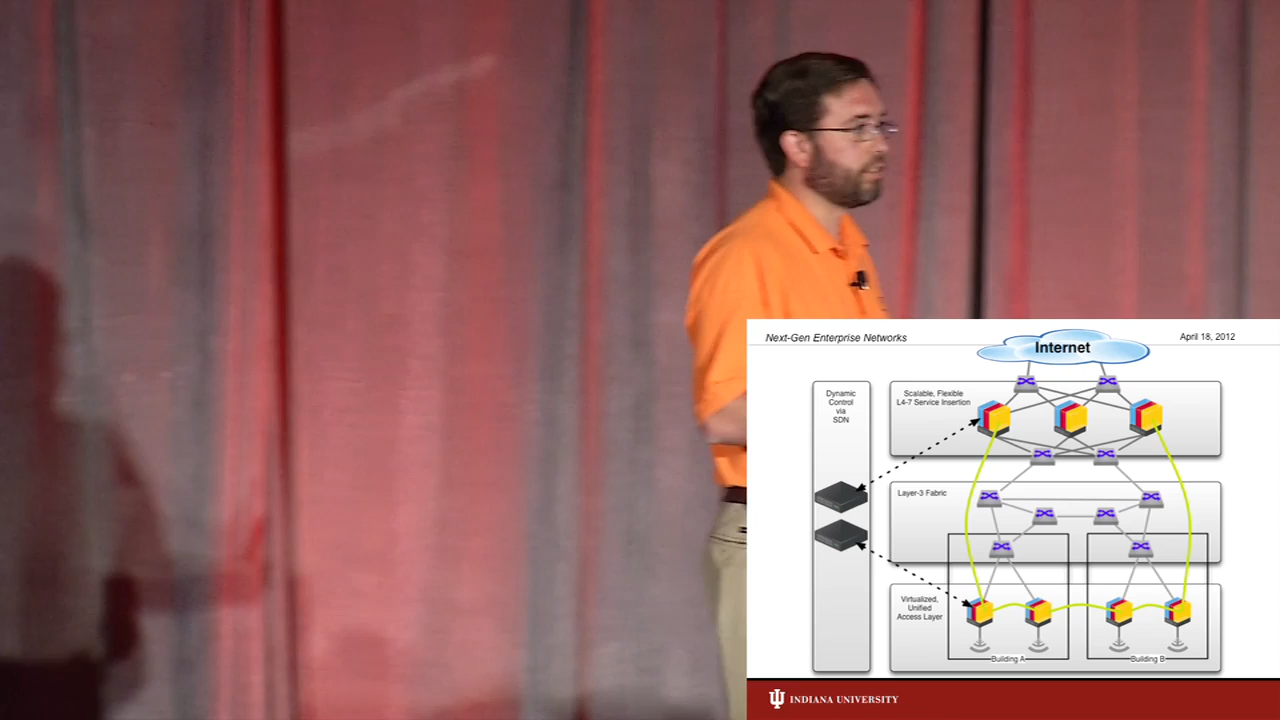 Next-Gen Enterprise Networks
April 18, 2012
Internet
Dynamic
Control
via
SDN
Scalable, Flexible
L4-7 Service Insertion
Layer-3 Fabric
Virtualized,
Unified
Access Layer
Building A
Building B
INDIANA UNIVERSITY